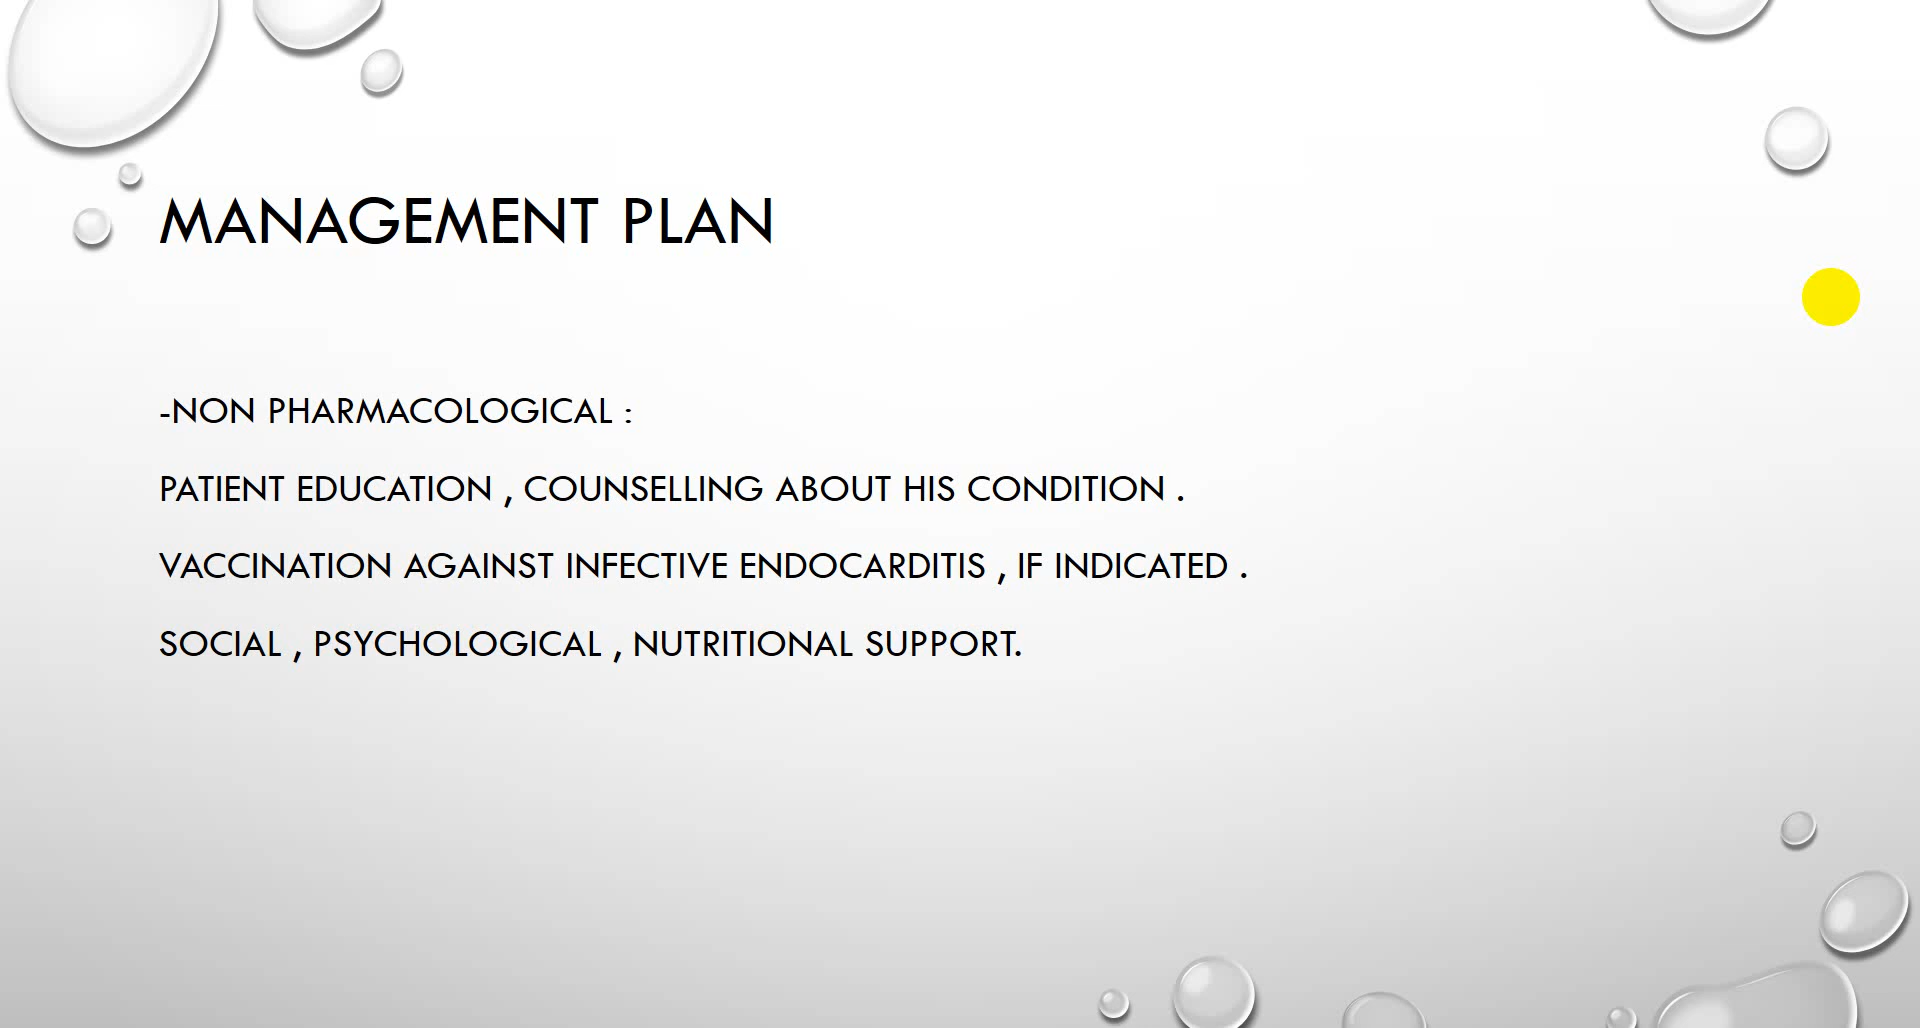 MANAGEMENT PLAN
-NON PHARMACOLOGICAL :
PATIENT EDUCATION , COUNSELLING ABOUT HIS CONDITION .
VACCINATION AGAINST INFECTIVE ENDOCARDITIS , IF INDICATED .
SOCIAL , PSYCHOLOGICAL , NUTRITIONAL SUPPORT.